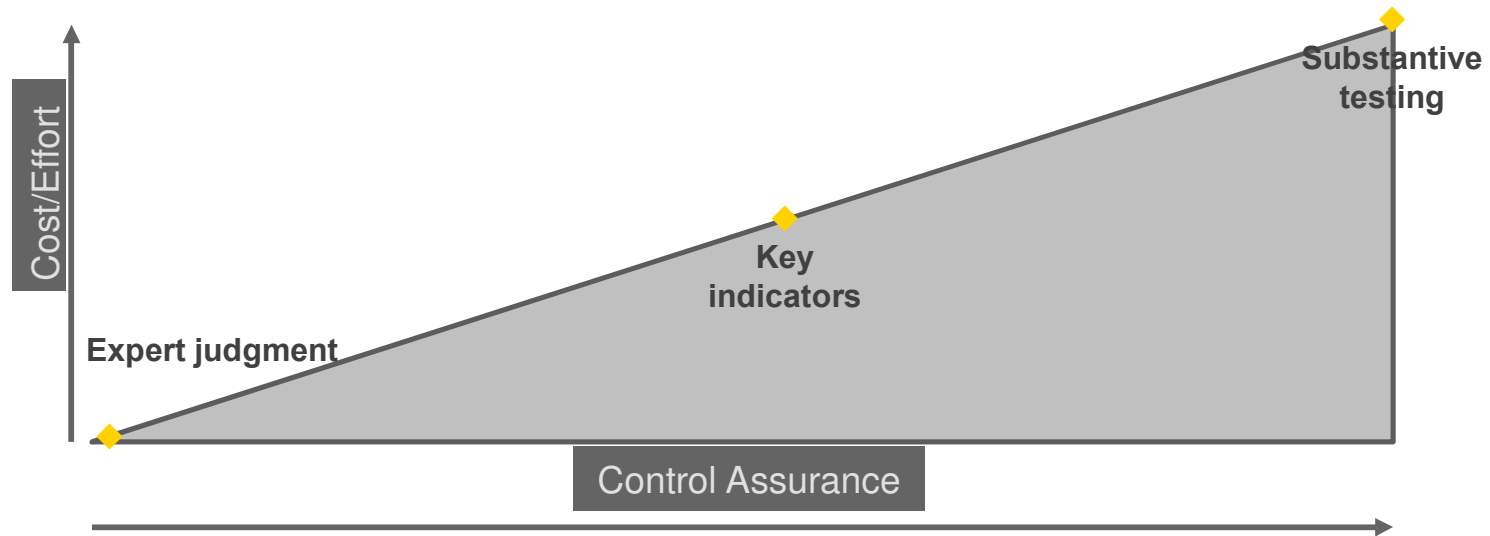 Substantive
testing
Cost/Effort
Key
indicators
Expert judgment
Control Assurance